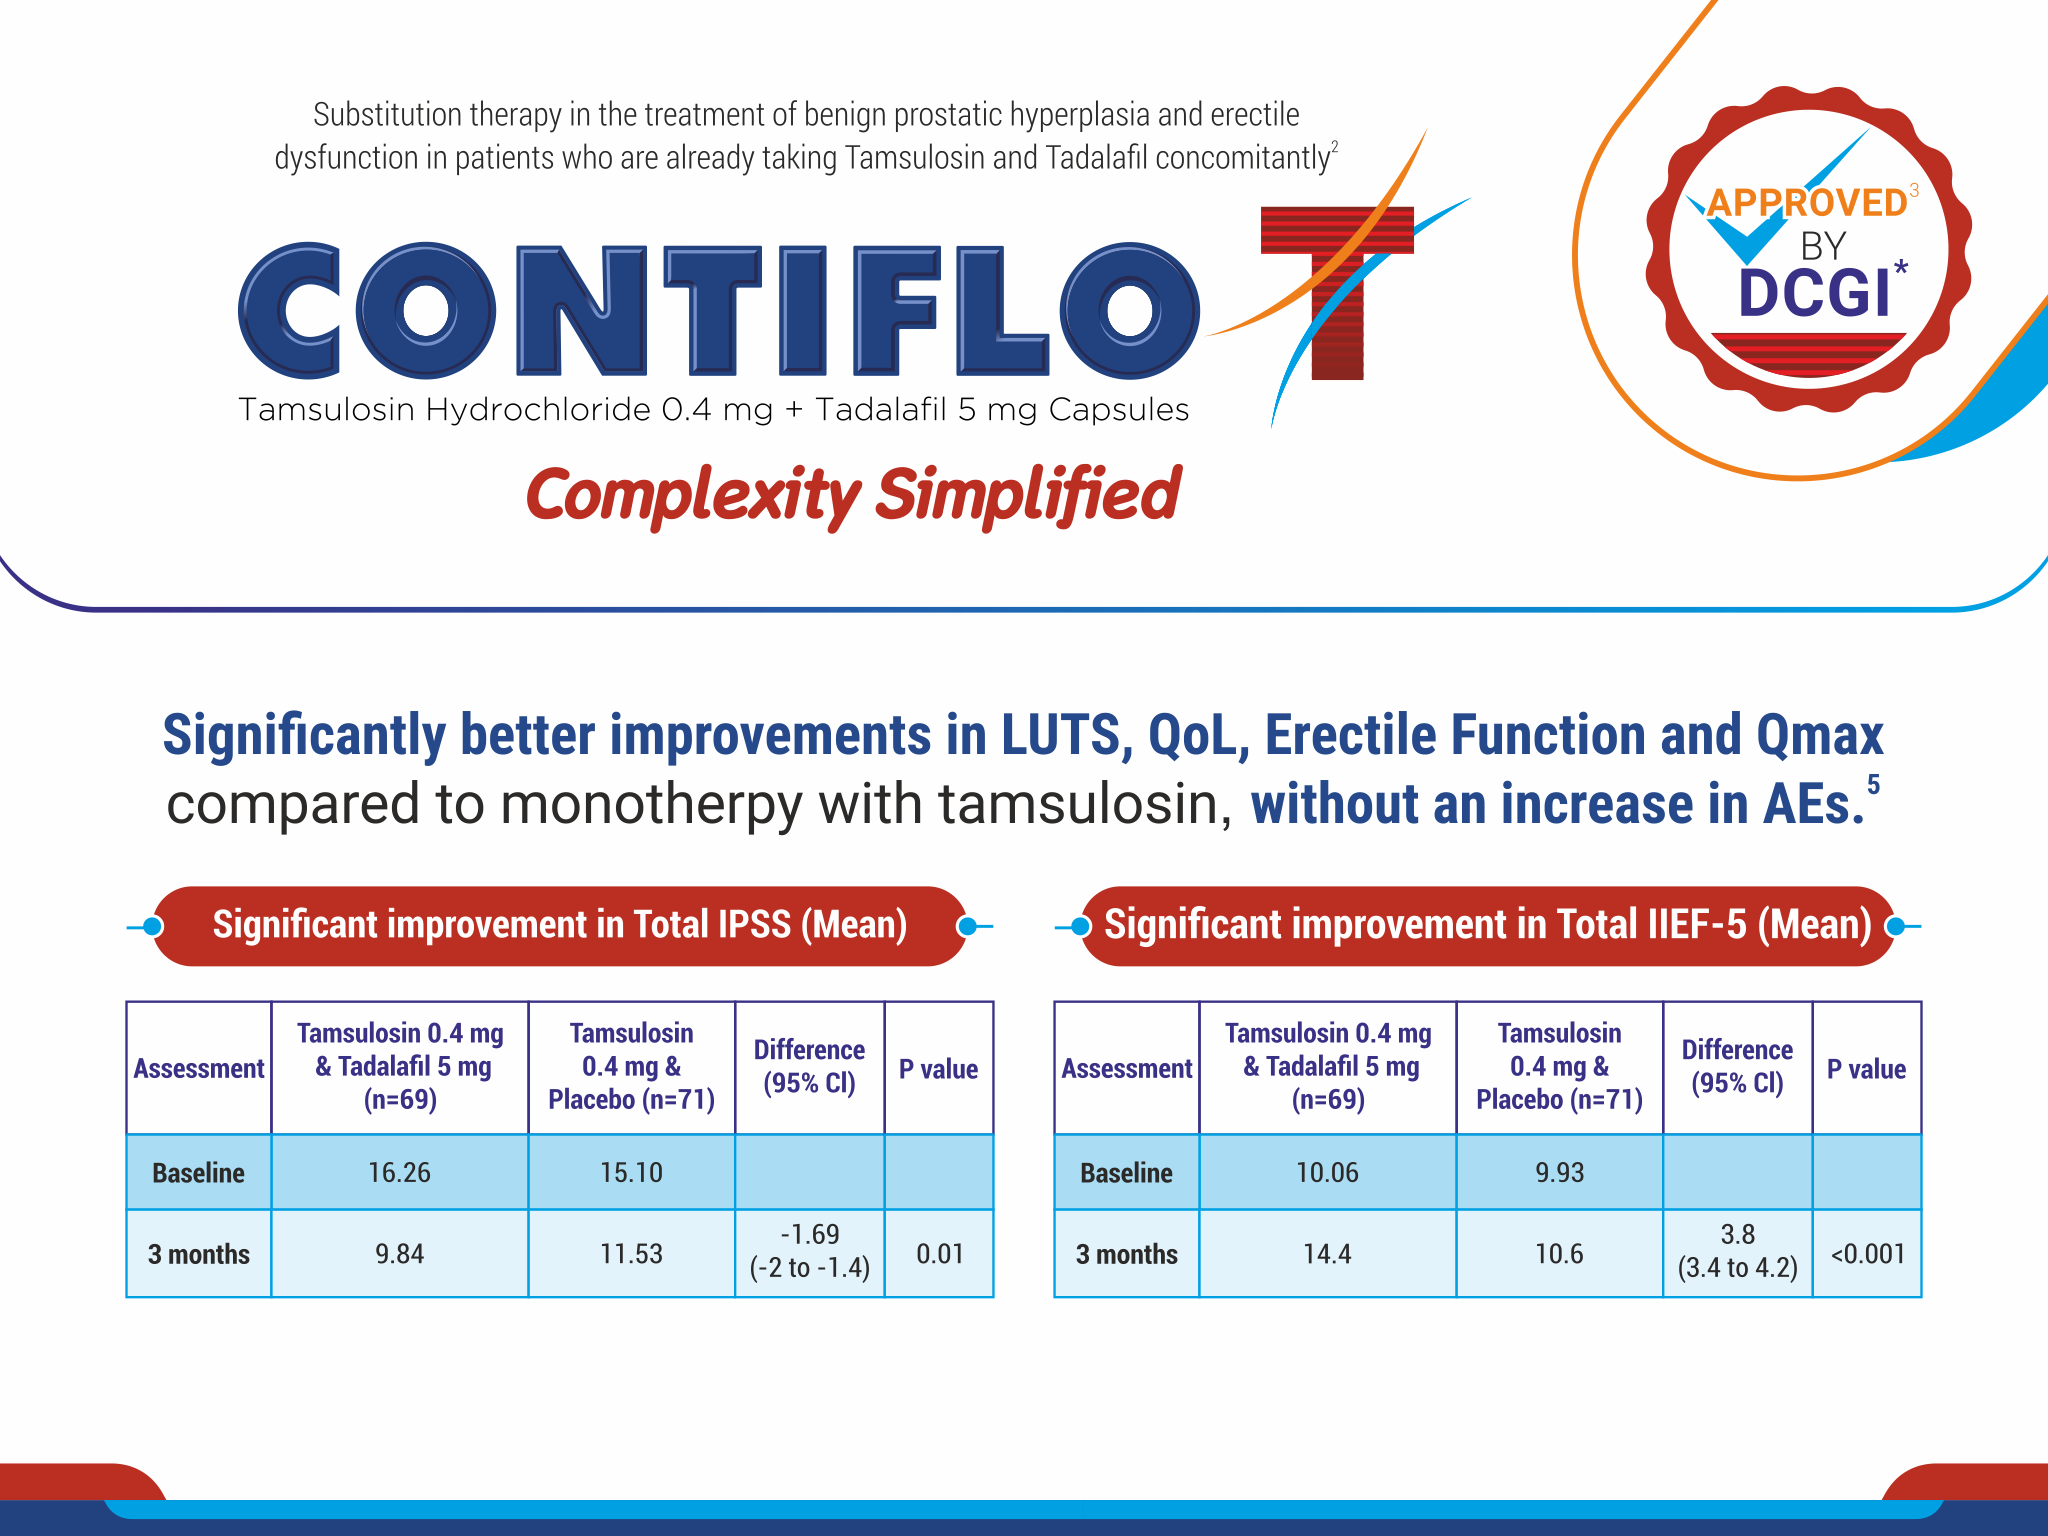 Substitution therapy in the treatment of benign prostatic hyperplasia and erectile
dysfunction in patients who are already taking Tamsulosin and Tadalafil concomitantly2
CONTIFLO T
Tamsulosin Hydrochloride 0.4 mg + Tadalafil 5 mg Capsules
Complexity Simplified
APPROVED3
BY
DCGI*
Significantly better improvements in LUTS, QoL, Erectile Function and Qmax
compared to monotherpy with tamsulosin, without an increase in AEs.5
Significant improvement in Total IPSS (Mean)
Assessment
Tamsulosin 0.4 mg
& Tadalafil 5 mg
(n=69)
Tamsulosin
0.4 mg &
Placebo (n=71)
Difference
(95% Cl)
P value
Baseline 16.26 15.10
3 months 9.84 11.53
-1.69
(-2 to -1.4)
0.01
Significant improvement in Total IIEF-5 (Mean)
Assessment
Tamsulosin 0.4 mg
& Tadalafil 5 mg
(n=69)
Tamsulosin
0.4 mg &
Placebo (n=71)
Difference
(95% Cl)
P value
Baseline 10.06 9.93
3 months 14.4 10.6
3.8
(3.4 to 4.2)
<0.001